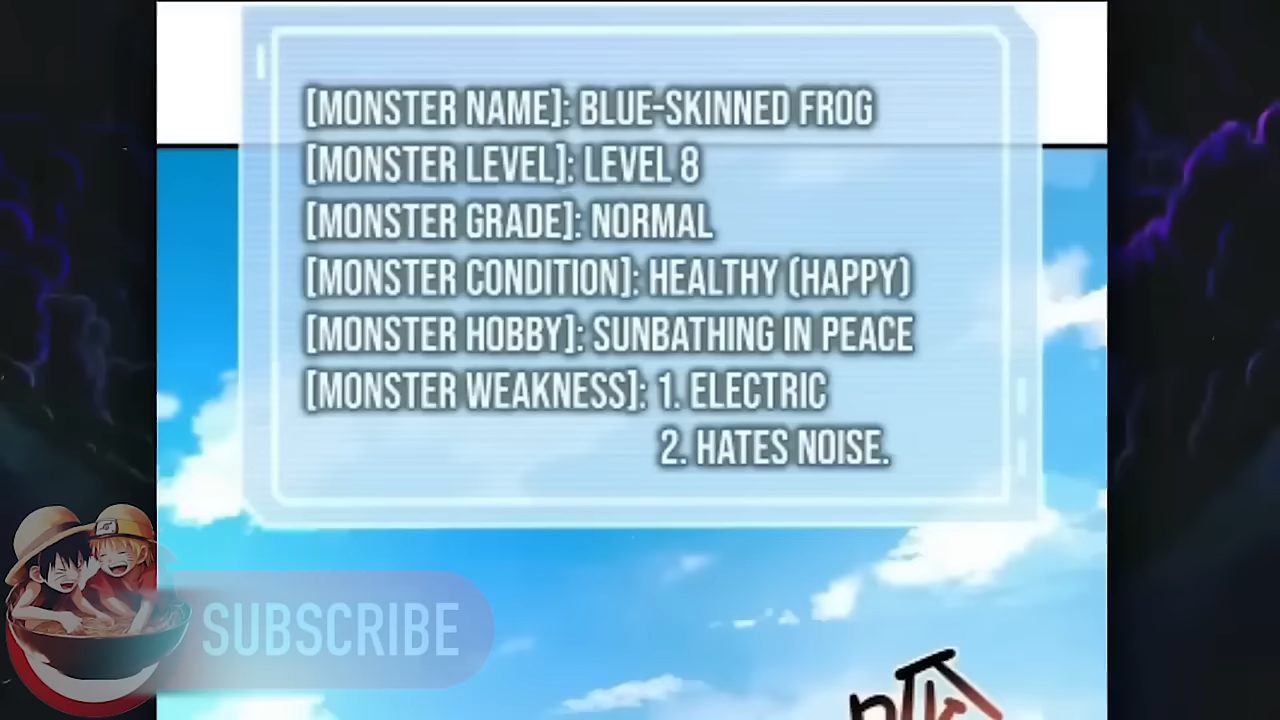 [MONSTER NAME]: BLUE-SKINNED FROG
[MONSTER LEVEL]: LEVEL 8
[MONSTER GRADE]: NORMAL
[MONSTER CONDITION]: HEALTHY (HAPPY)
[MONSTER HOBBY]: SUNBATHING IN PEACE
[MONSTER WEAKNESS]: 1. ELECTRIC
2. HATES NOISE.
SUBSCRIBE